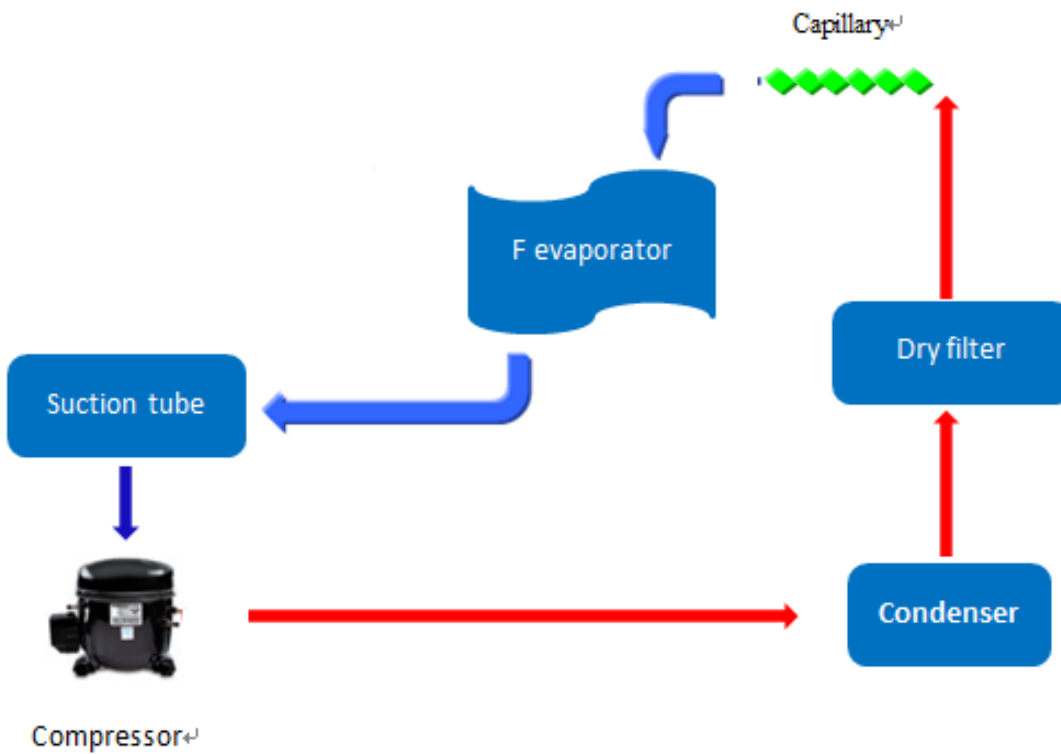 Capillary↵
F evaporator
Dry filter
Suction tube
Condenser
Compressor↵